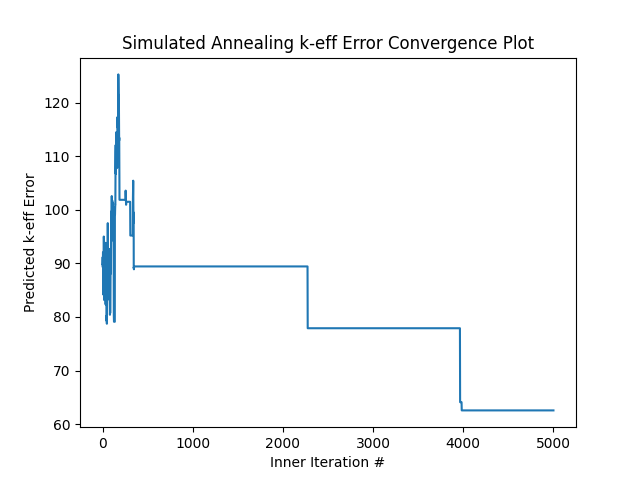 Simulated Annealing k-eff Error Convergence Plot
Predicted k-eff Error
120
110
100
90
80
70
60
0 1000 2000 3000 4000 5000
Inner Iteration #